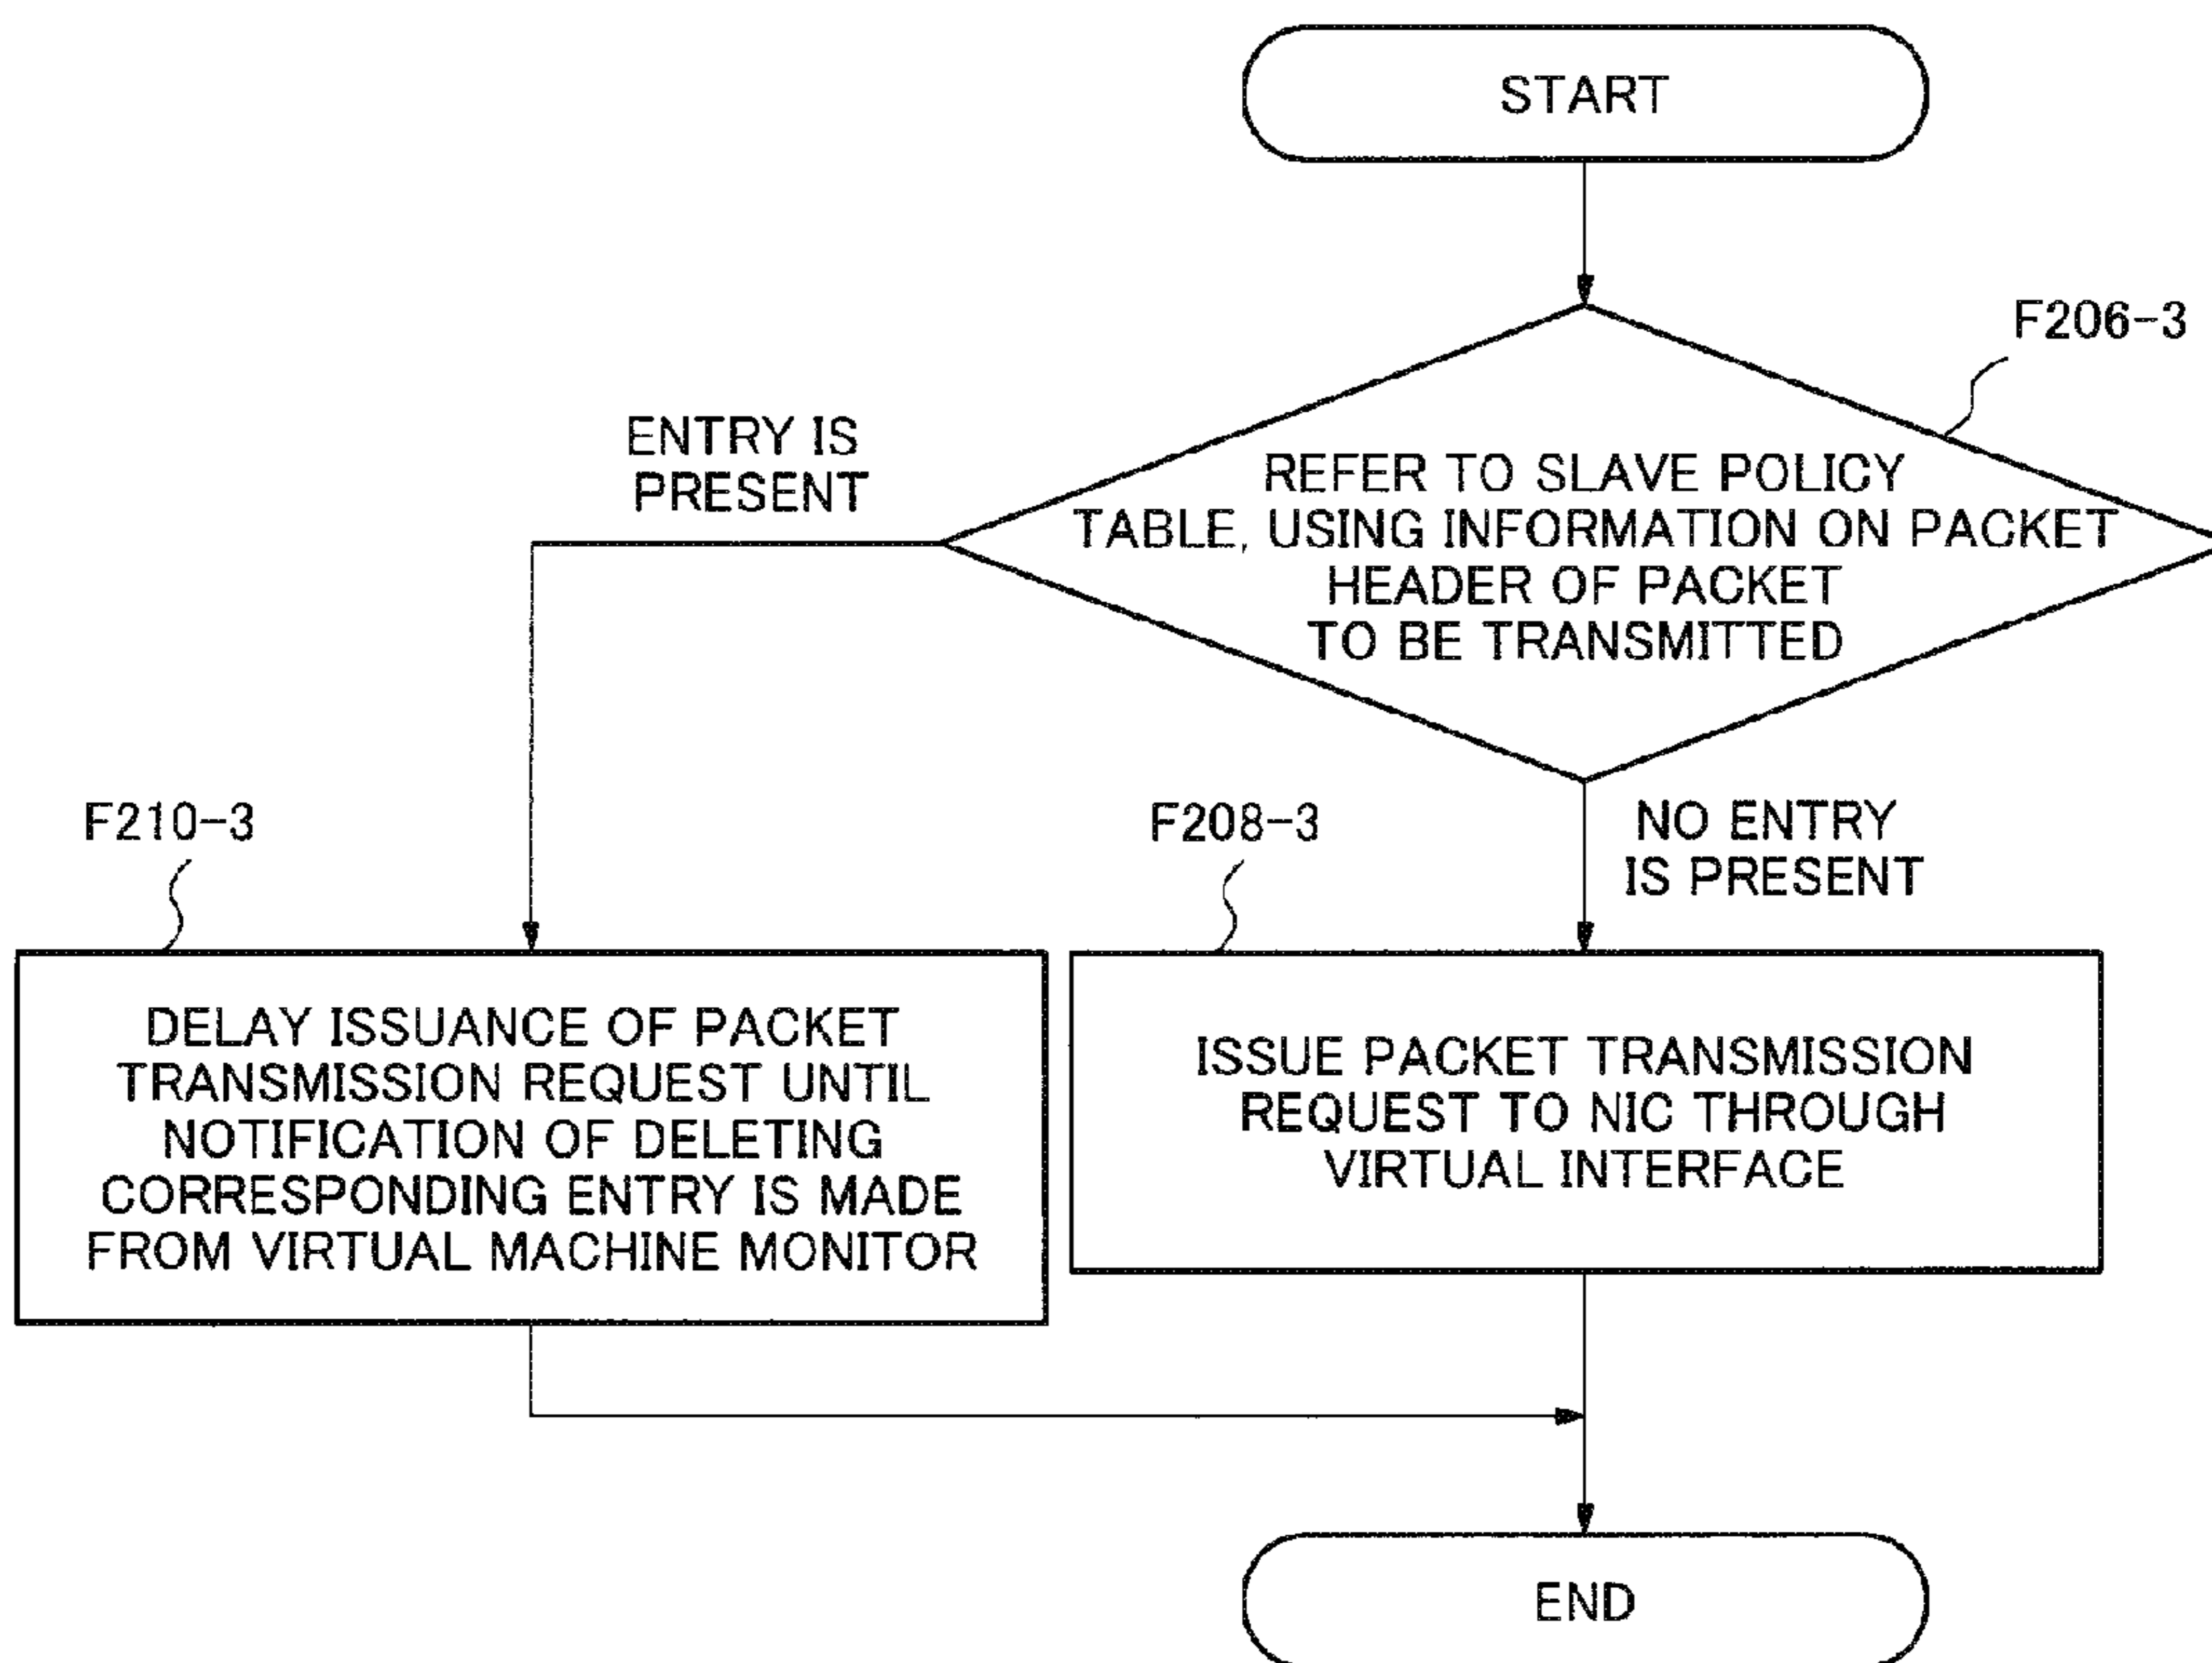 START
F206-3
ENTRY IS
PRESENT
REFER TO SLAVE POLICY
TABLE, USING INFORMATION ON PACKET
HEADER OF PACKET
TO BE TRANSMITTED
F210-3
F208-3
NO ENTRY
IS PRESENT
DELAY ISSUANCE OF PACKET
TRANSMISSION REQUEST UNTIL
NOTIFICATION OF DELETING
CORRESPONDING ENTRY IS MADE
FROM VIRTUAL MACHINE MONITOR
ISSUE PACKET TRANSMISSION
REQUEST TO NIC THROUGH
VIRTUAL INTERFACE
END